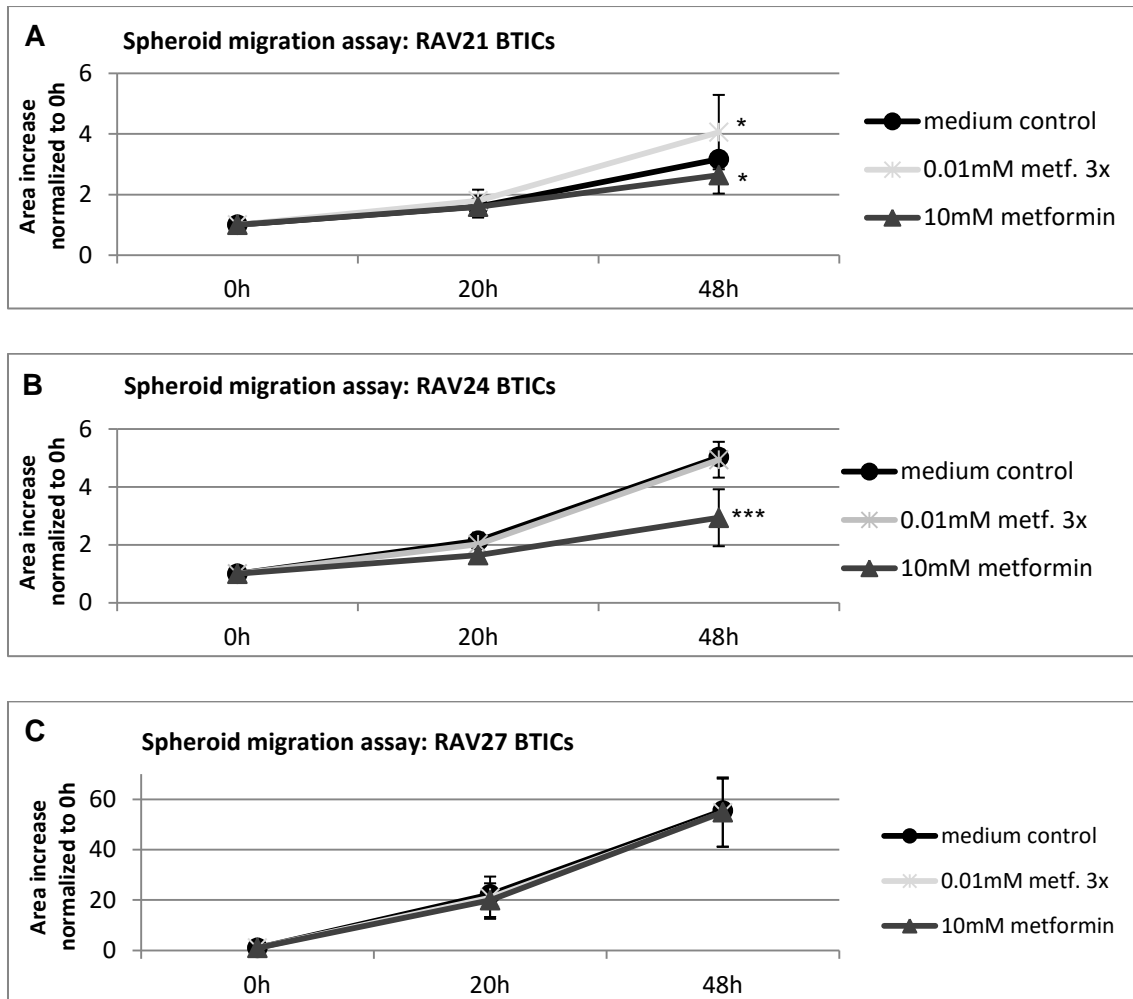 A
Spheroid migration assay: RAV21 BTICs
Area increase
normalized to 0h
6
4
2
0
0h
20h
48h
*
*
medium control
0.01mM metf. 3x
10mM metformin
B
Spheroid migration assay: RAV24 BTICs
Area increase
normalized to 0h
6
4
2
0
0h
20h
48h
***
medium control
0.01mM metf. 3x
10mM metformin
C
Spheroid migration assay: RAV27 BTICs
Area increase
normalized to 0h
60
40
20
0
0h
20h
48h
medium control
0.01mM metf. 3x
10mM metformin